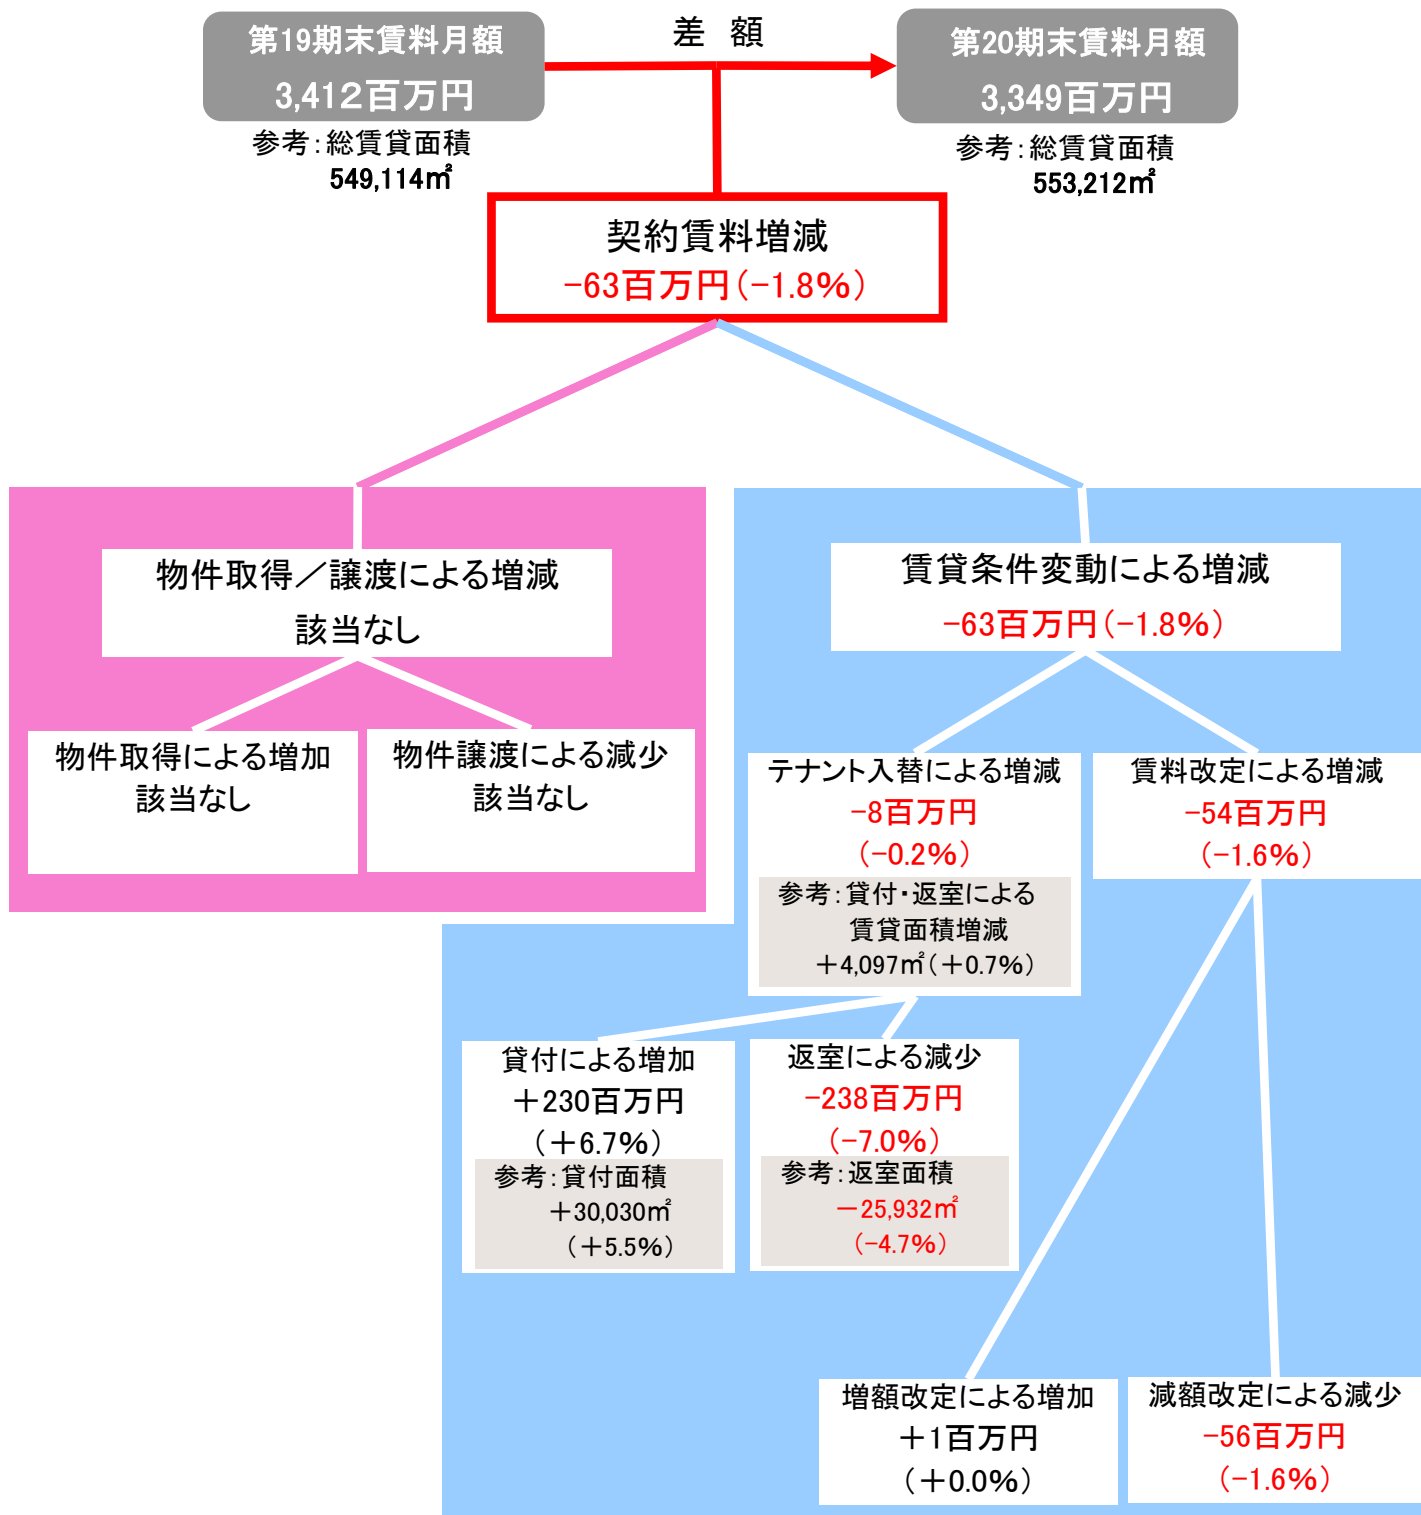 第19期末賃料月額
3,412百万円
参考：総賃貸面積
549,114㎡
差　額
第20期末賃料月額
3,349百万円
参考：総賃貸面積
553,212㎡
契約賃料増減
−63百万円（−1.8％）
物件取得／譲渡による増減
該当なし
物件取得による増加
該当なし
物件譲渡による減少
該当なし
賃貸条件変動による増減
−63百万円（−1.8％）
テナント入替による増減
−8百万円
（−0.2％）
参考：貸付・返室による
賃貸面積増減
＋4,097㎡（＋0.7％）
賃料改定による増減
−54百万円
（−1.6％）
貸付による増加
＋230百万円
（＋6.7％）
参考：貸付面積
＋30,030㎡
（＋5.5％）
返室による減少
−238百万円
（−7.0％）
参考：返室面積
−25,932㎡
（−4.7％）
増額改定による増加
＋1百万円
（＋0.0％）
減額改定による減少
−56百万円
（−1.6％）